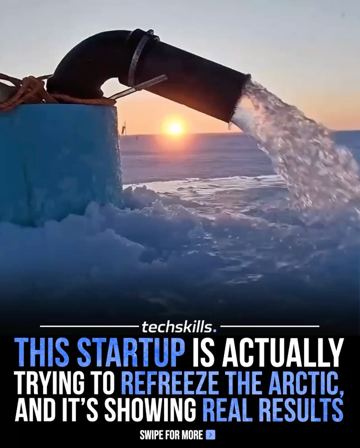 techskills.
THIS STARTUP IS ACTUALLY
TRYING TO REFREEZE THE ARCTIC,
AND IT'S SHOWING REAL RESULTS
SWIPE FOR MORE